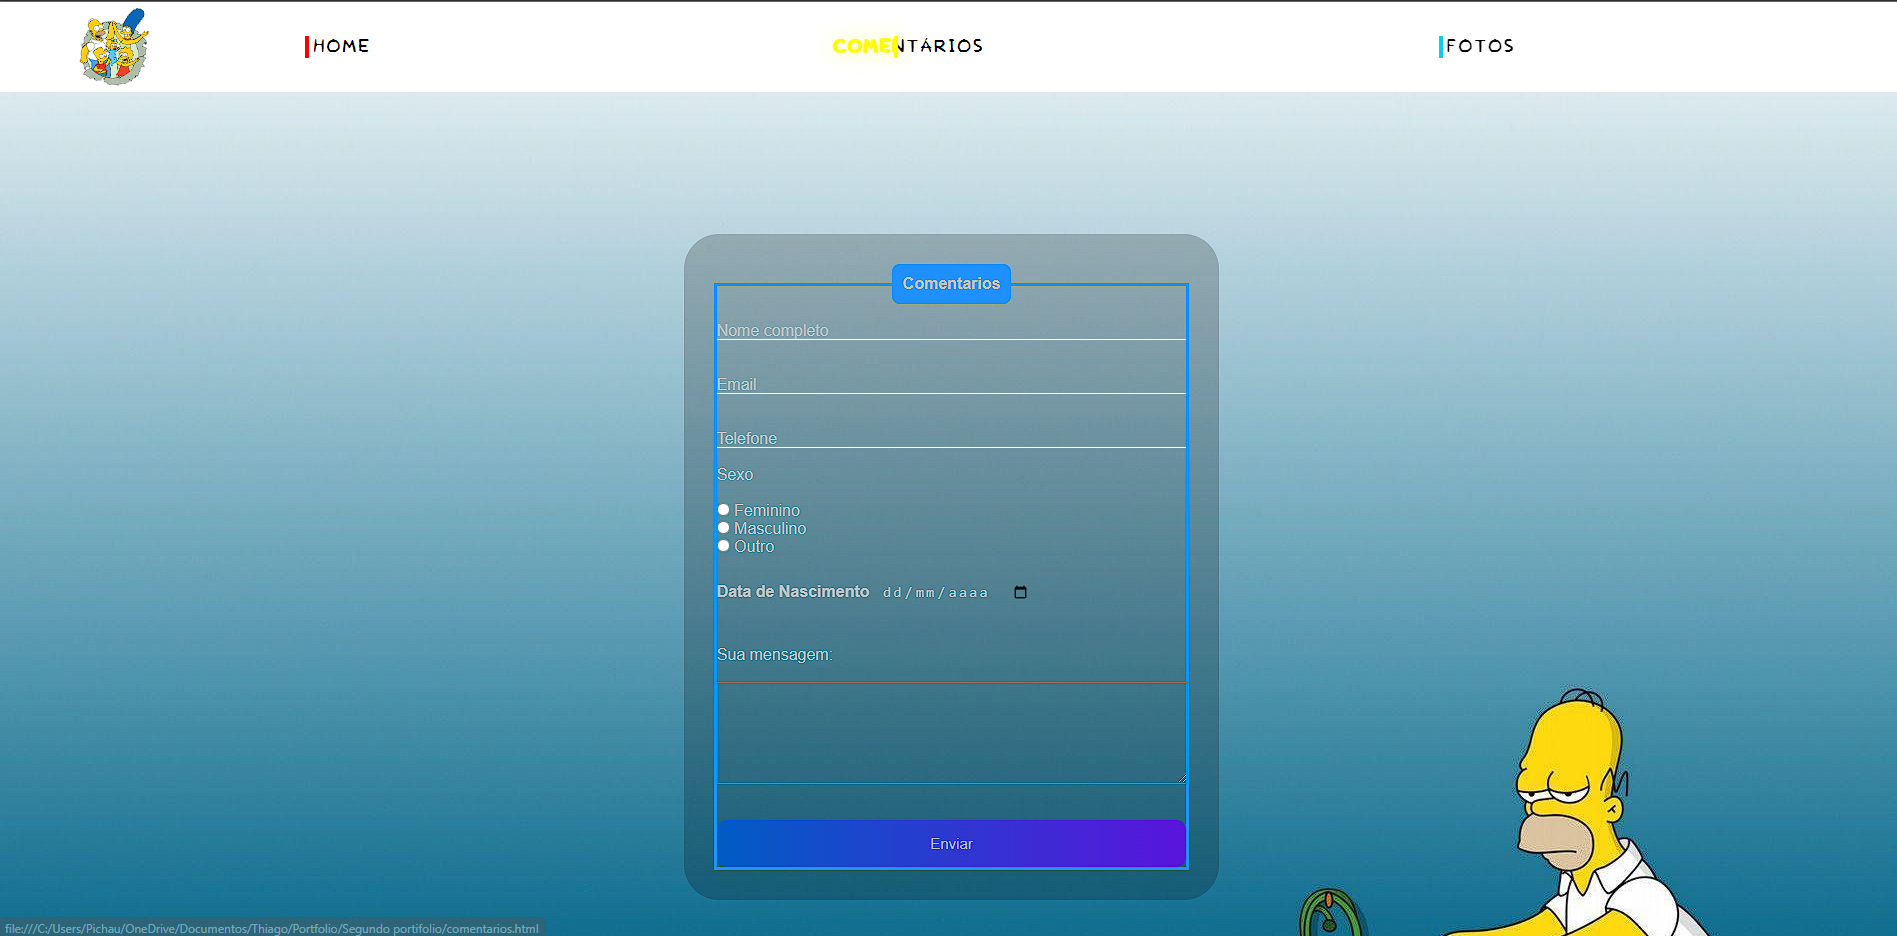 HOME
COMENTÁRIOS
FOTOS
Comentarios
Nome completo
Email
Telefone
Sexo
Feminino
Masculino
Outro
Data de Nascimento dd/mm/aaaa
Sua mensagem:
Enviar
file:///C:/Users/Pichau/OneDrive/Documentos/Thiago/Portfolio/Segundo portifolio/comentarios.html